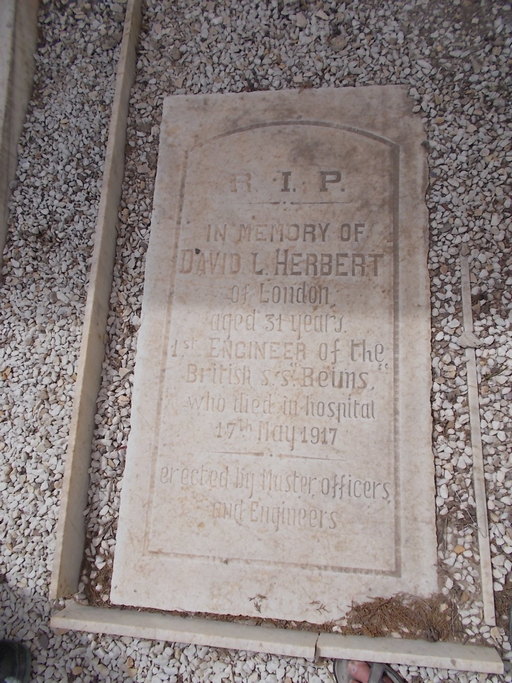 R. I. P.
IN MEMORY OF
DAVID L. HERBERT
of London,
aged 31 years.
1st ENGINEER of the
British s/s "Beims,"
who died in hospital
17th May 1917
erected by Master, officers,
and Engineers